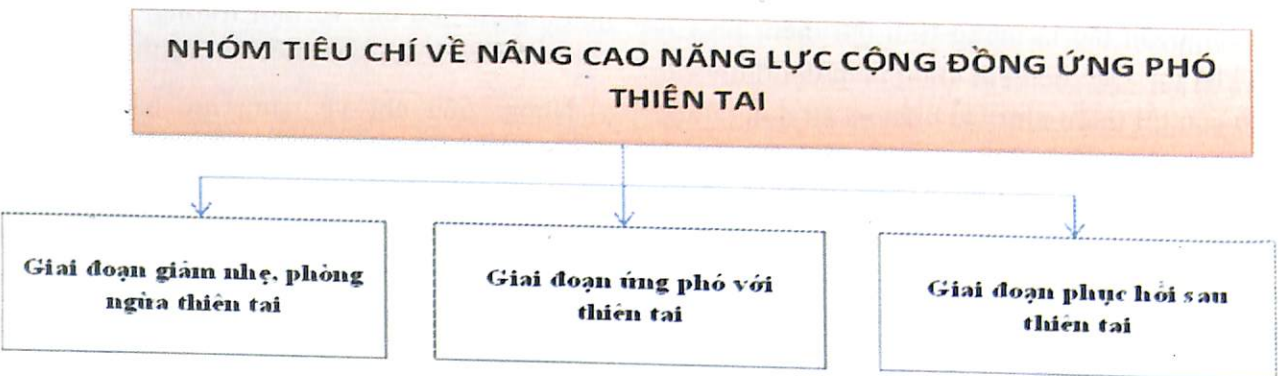 NHÓM TIÊU CHÍ VỀ NÂNG CAO NĂNG LỰC CỘNG ĐỒNG ỨNG PHÓ
THIÊN TAI
Giai đoạn giảm nhẹ, phòng
ngừa thiên tai
Giai đoạn ứng phó với
thiên tai
Giai đoạn phục hồi sau
thiên tai